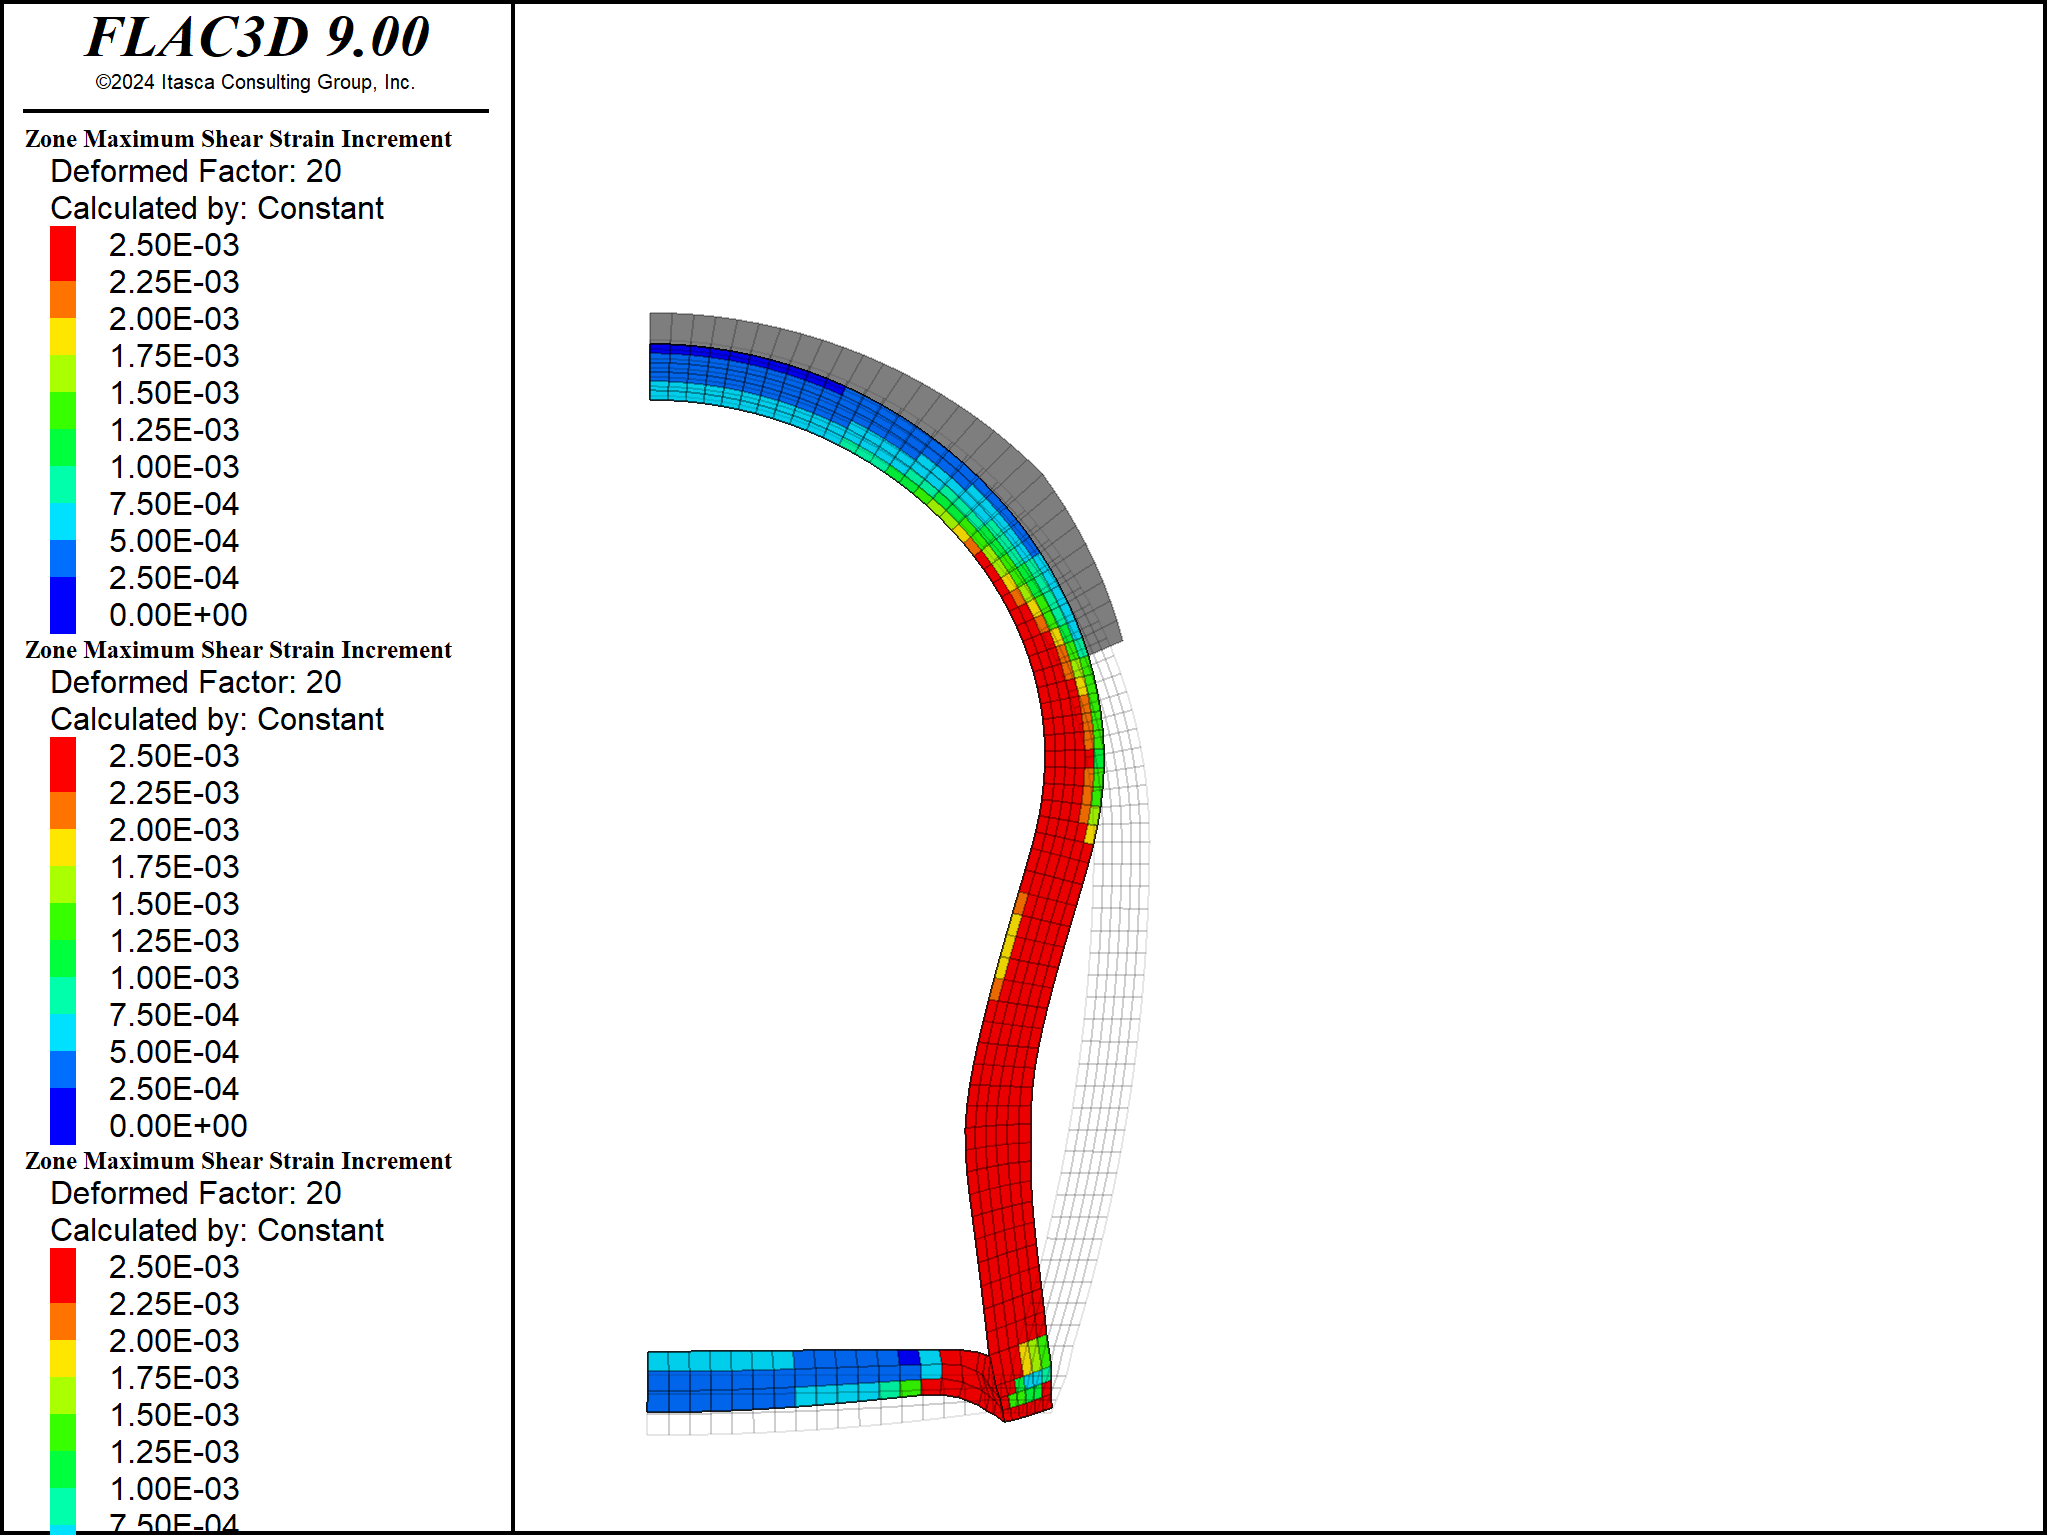 FLAC3D 9.00
©2024 Itasca Consulting Group, Inc.
Zone Maximum Shear Strain Increment
Deformed Factor: 20
Calculated by: Constant
2.50E-03
2.25E-03
2.00E-03
1.75E-03
1.50E-03
1.25E-03
1.00E-03
7.50E-04
5.00E-04
2.50E-04
0.00E+00
Zone Maximum Shear Strain Increment
Deformed Factor: 20
Calculated by: Constant
2.50E-03
2.25E-03
2.00E-03
1.75E-03
1.50E-03
1.25E-03
1.00E-03
7.50E-04
5.00E-04
2.50E-04
0.00E+00
Zone Maximum Shear Strain Increment
Deformed Factor: 20
Calculated by: Constant
2.50E-03
2.25E-03
2.00E-03
1.75E-03
1.50E-03
1.25E-03
1.00E-03
7.50E-04